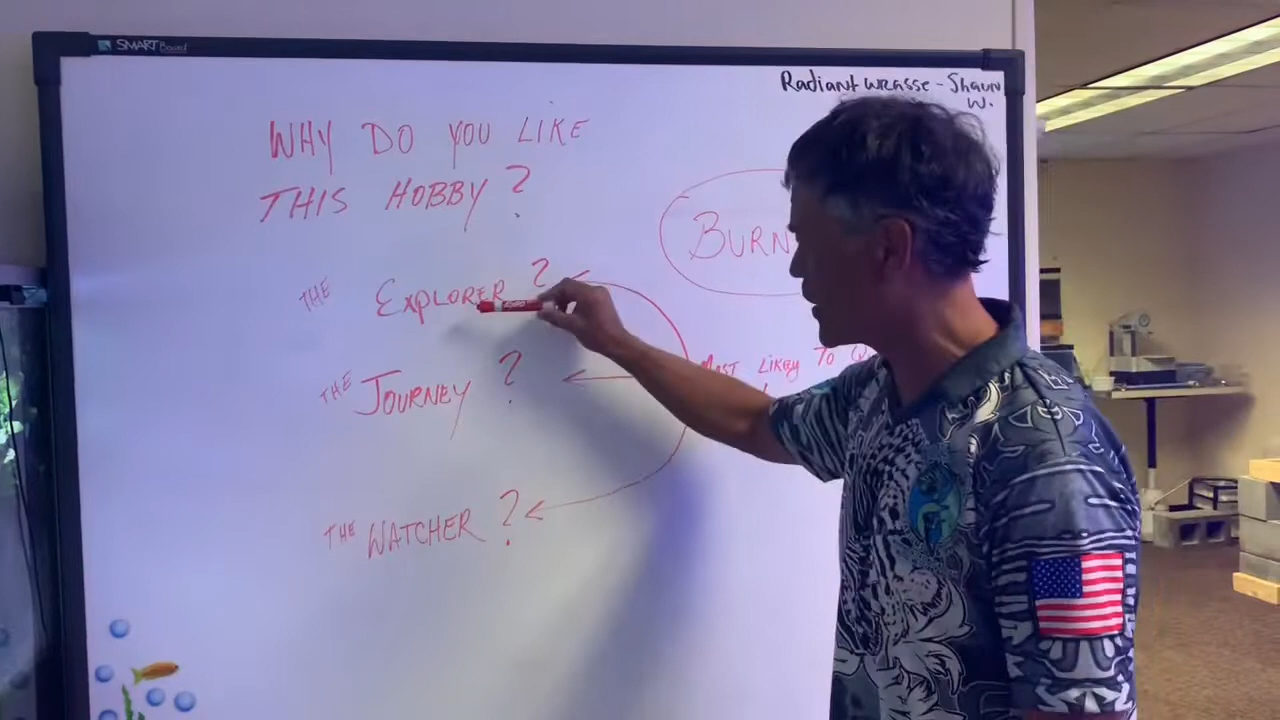 SMART Board
Radiant wrasse - Shaun
W.
WHY DO YOU LIKE
THIS HOBBY ?
BURN
THE EXPLORER ?
MOST LIKEY TO
THE JOURNEY ?
THE WATCHER ?